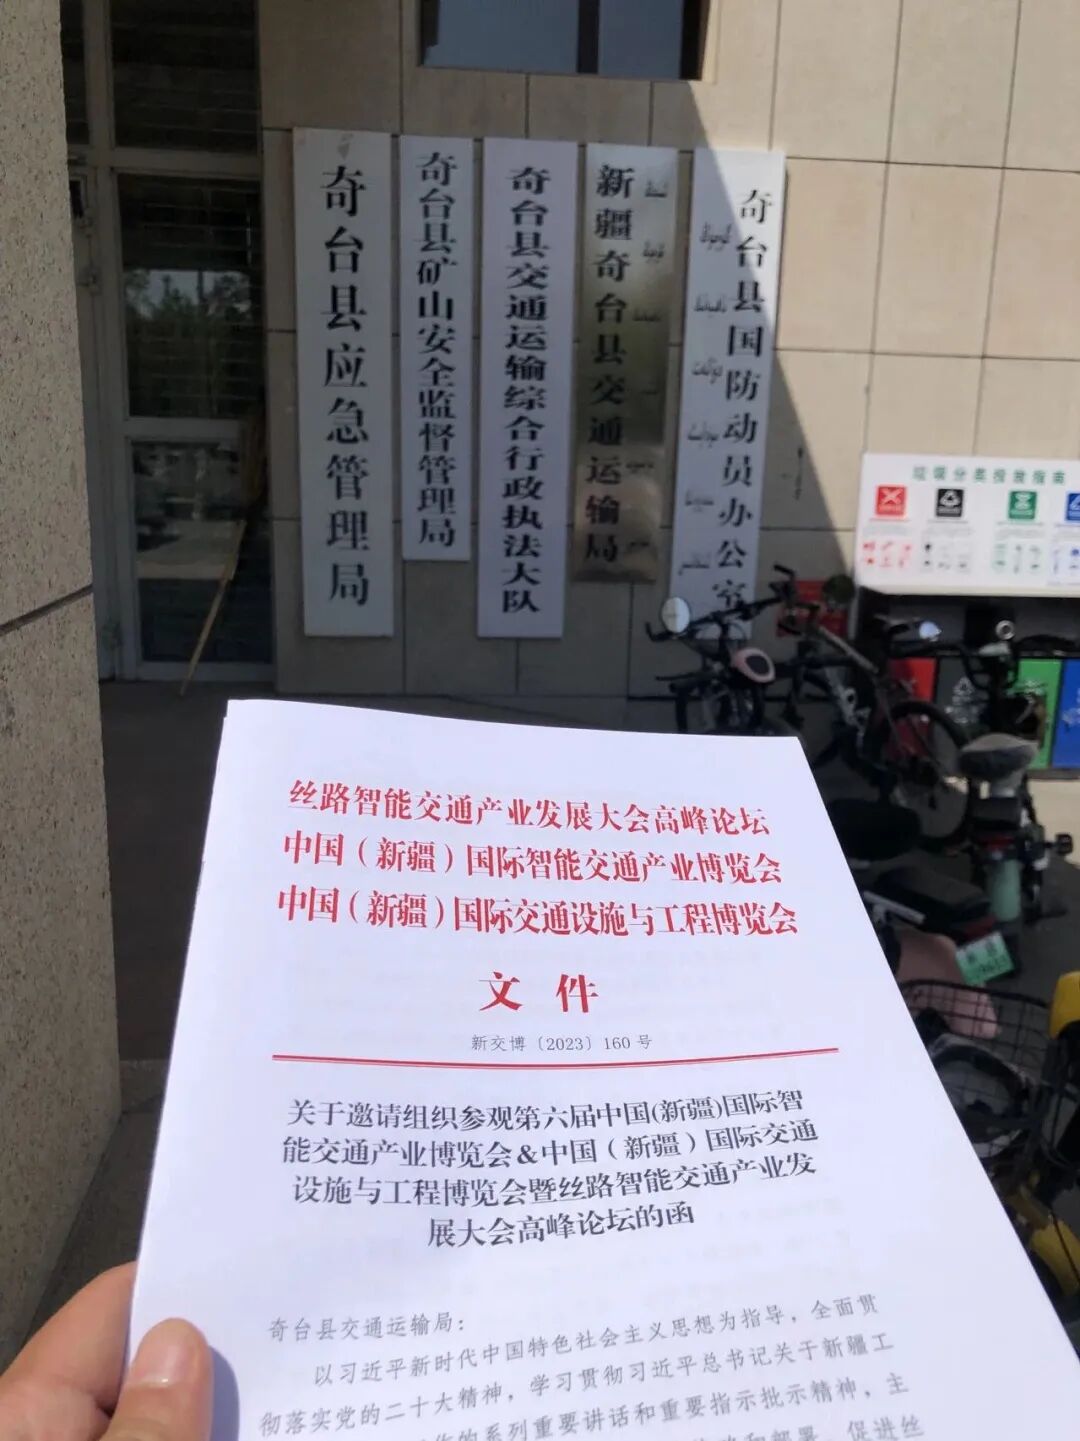 奇台县应急管理局
奇台县矿山安全监督管理局
奇台县交通运输综合行政执法大队
新疆奇台县交通运输局
奇台县国防动员办公室
垃圾分类投放指南
丝路智能交通产业发展大会高峰论坛
中国（新疆）国际智能交通产业博览会
中国（新疆）国际交通设施与工程博览会
文 件
新交博〔2023〕160 号
关于邀请组织参观第六届中国(新疆)国际智
能交通产业博览会&中国（新疆）国际交通
设施与工程博览会暨丝路智能交通产业发
展大会高峰论坛的函
奇台县交通运输局：
以习近平新时代中国特色社会主义思想为指导，全面贯
彻落实党的二十大精神，学习贯彻习近平总书记关于新疆工
作的系列重要讲话和重要指示批示精神，主
和部署，促进丝